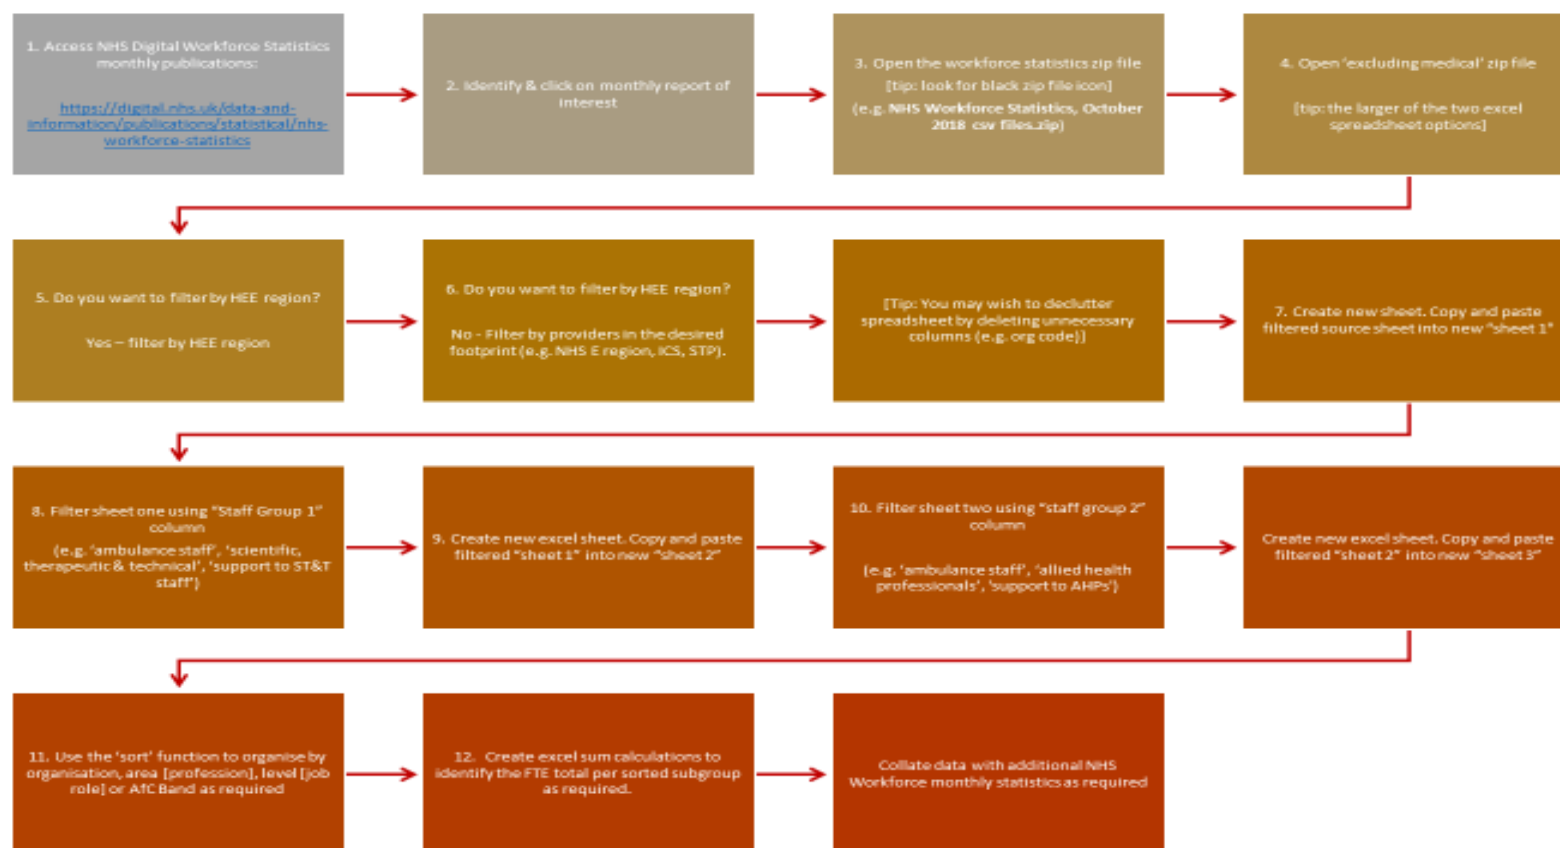 1. Access NHS Digital Workforce Statistics
monthly publications:
https://digital.nhs.uk/data-and-
information/publications/statistical/nhs-
workforce-statistics
2. Identify & click on monthly report of
interest
3. Open the workforce statistics zip file
[tip: look for black zip file icon]
(e.g. NHS Workforce Statistics, October
2018 csv files.zip)
4. Open ‘excluding medical’ zip file
[tip: the larger of the two excel
spreadsheet options]
5. Do you want to filter by HEE region?
Yes – filter by HEE region
6. Do you want to filter by HEE region?
No - Filter by providers in the desired
footprint (e.g. NHS E region, ICS, STP).
[Tip: You may wish to declutter
spreadsheet by deleting unnecessary
columns (e.g. org code)]
7. Create new sheet. Copy and paste
filtered source sheet into new “sheet 1”
8. Filter sheet one using “Staff Group 1”
column
(e.g. ‘ambulance staff’, ‘scientific,
therapeutic & technical’, ‘support to ST&T
staff’)
9. Create new excel sheet. Copy and paste
filtered “sheet 1” into new “sheet 2”
10. Filter sheet two using “staff group 2”
column
(e.g. ‘ambulance staff’, ‘allied health
professionals’, ‘support to AHPs’)
Create new excel sheet. Copy and paste
filtered “sheet 2” into new “sheet 3”
11. Use the ‘sort’ function to organise by
organisation, area [profession], level [job
role] or AfC Band as required
12. Create excel sum calculations to
identify the FTE total per sorted subgroup
as required.
Collate data with additional NHS
Workforce monthly statistics as required